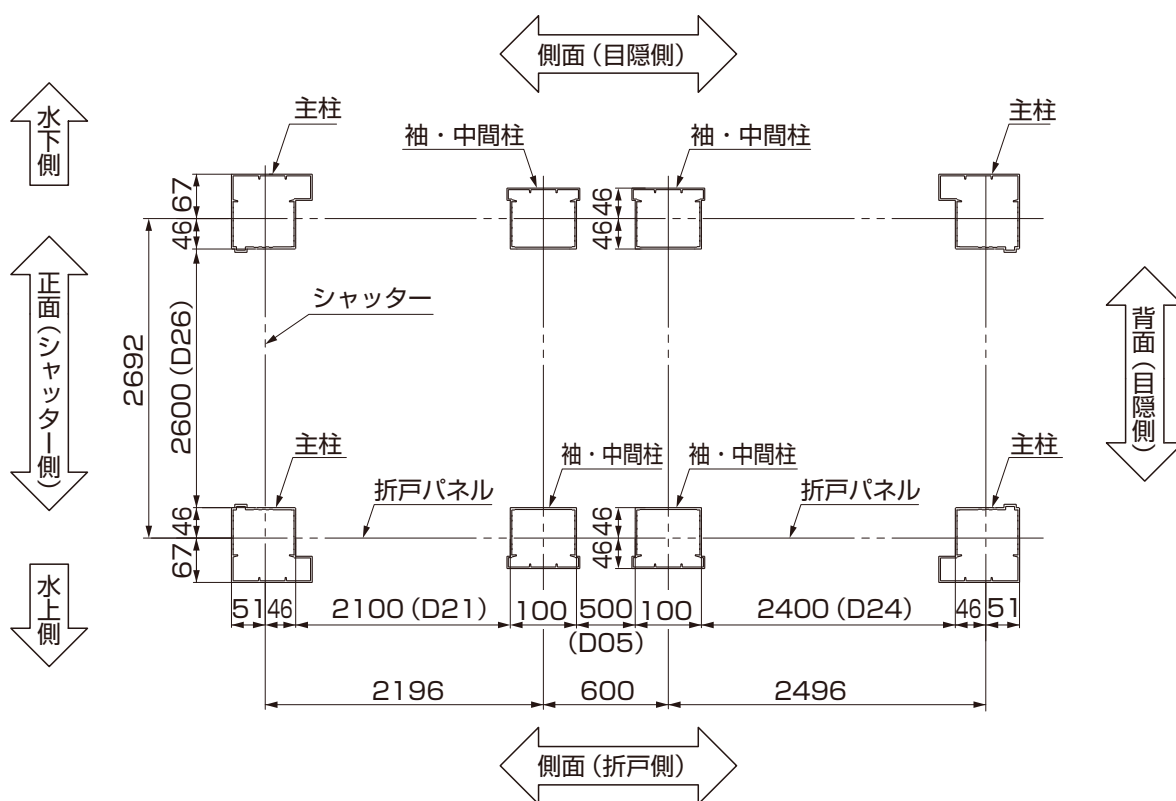 側面（目隠側）
水下側
主柱
袖・中間柱
袖・中間柱
主柱
67
46
46
46
正面（シャッター側）
2692
2600（D26）
シャッター
背面（目隠側）
主柱
袖・中間柱
袖・中間柱
主柱
折戸パネル
折戸パネル
46
67
46
46
水上側
51 46 2100（D21） 100 500 100 2400（D24） 46 51
（D05）
2196 600 2496
側面（折戸側）